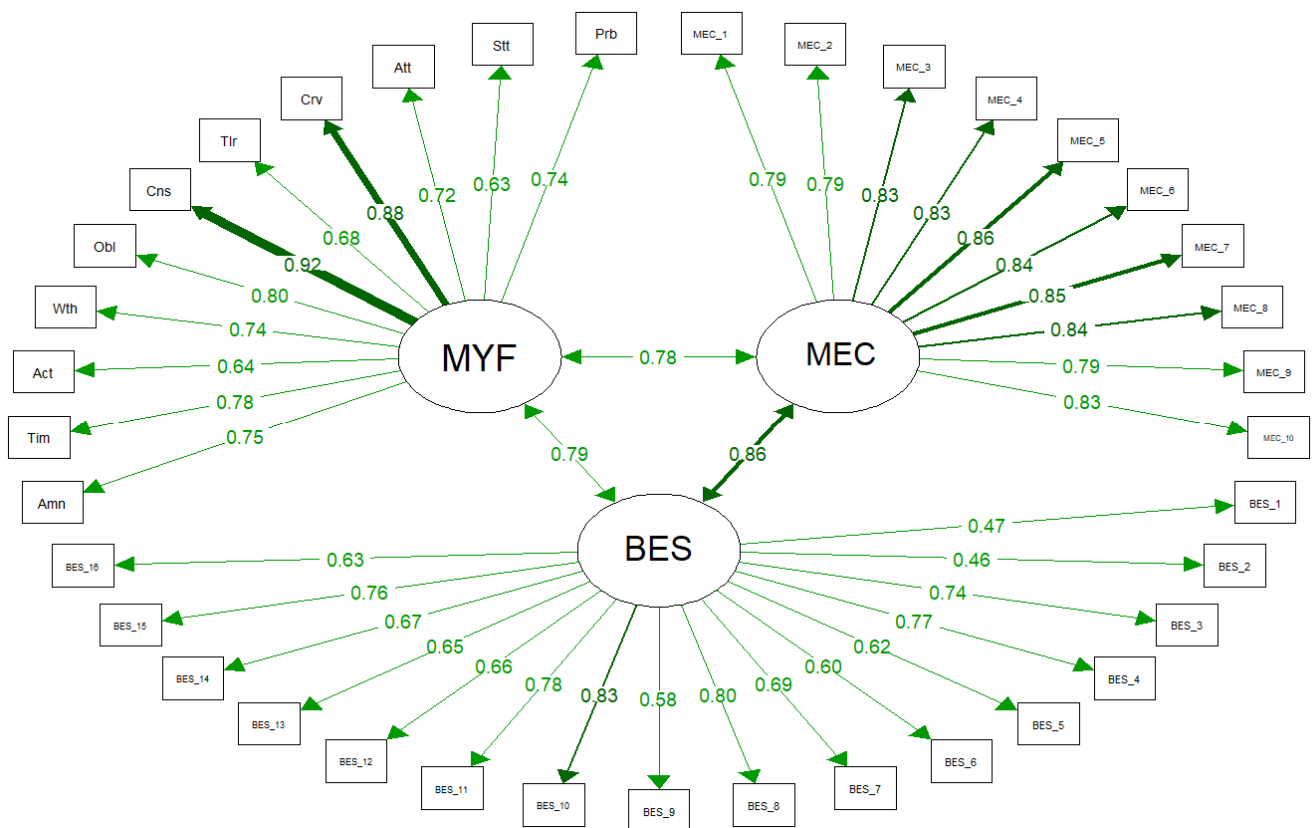 Prb
Stt
Att
Crv
Tlr
Cns
Obl
Wth
Act
Tim
Amn
MEC_1
MEC_2
MEC_3
MEC_4
MEC_5
MEC_6
MEC_7
MEC_8
MEC_9
MEC_10
0.74
0.63
0.72
0.88
0.68
0.92
0.80
0.74
0.64
0.78
0.75
0.79
0.79
0.83
0.83
0.86
0.84
0.85
0.84
0.79
0.83
MYF
0.78
MEC
0.79
0.86
BES
0.47
0.46
0.74
0.77
0.62
0.60
0.69
0.80
0.58
0.83
0.78
0.66
0.65
0.67
0.76
0.63
BES_1
BES_2
BES_3
BES_4
BES_5
BES_6
BES_7
BES_8
BES_9
BES_10
BES_11
BES_12
BES_13
BES_14
BES_15
BES_16